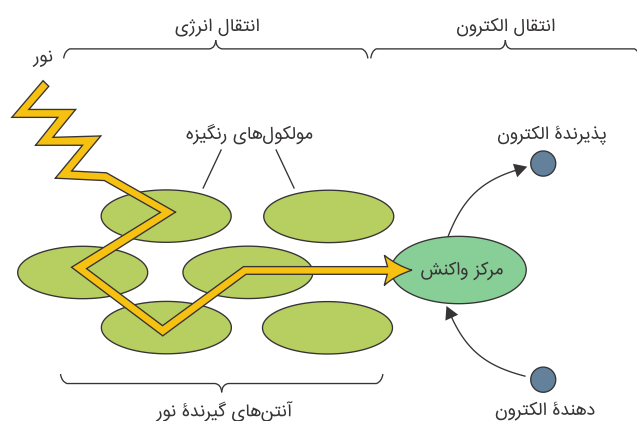 انتقال الکترون
انتقال انرژی
نور
پذیرندهٔ الکترون
مولکول‌های رنگیزه
مرکز واکنش
دهندهٔ الکترون
آنتن‌های گیرندهٔ نور